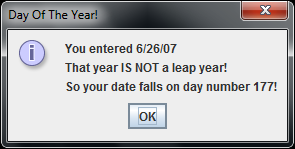 Day Of The Year!
You entered 6/26/07
That year IS NOT a leap year!
So your date falls on day number 177!
OK